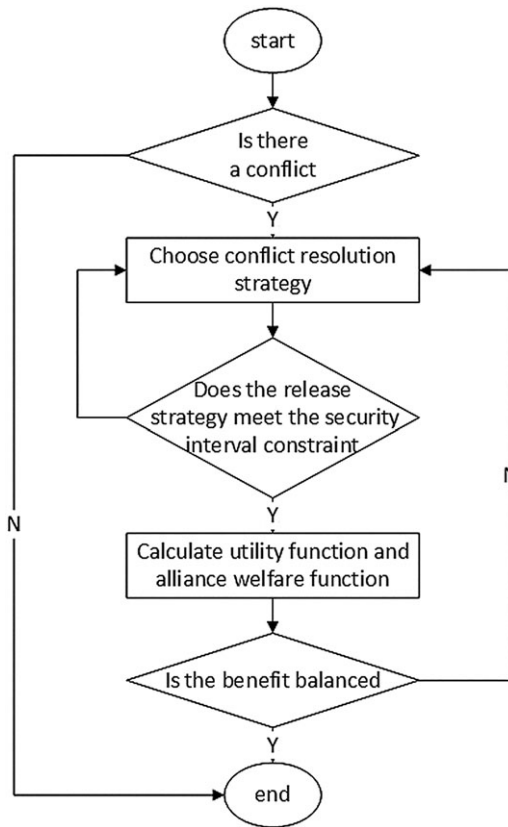 start
Is there
a conflict
Y
Choose conflict resolution
strategy
Does the release
strategy meet the security
interval constraint
N
N
Y
Calculate utility function and
alliance welfare function
Is the benefit balanced
Y
end